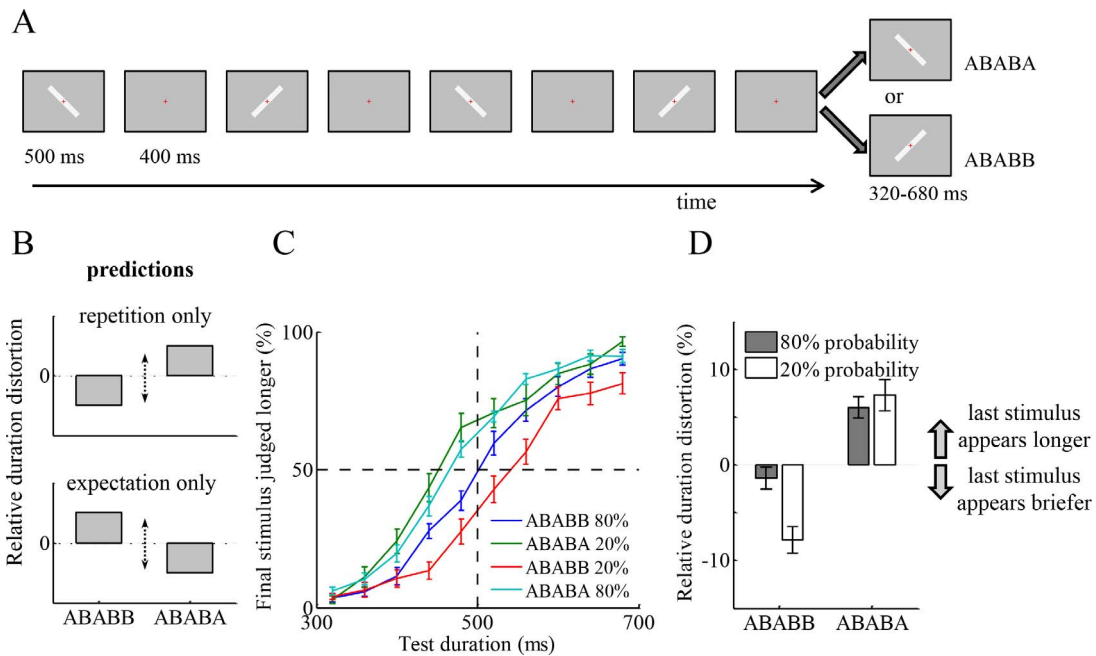 A
ABABA
or
ABABB
500 ms
400 ms
time
320-680 ms
B
predictions
Relative duration distortion
repetition only
0
expectation only
0
ABABB
ABABA
C
Final stimulus judged longer (%)
100
50
0
300
500
700
Test duration (ms)
ABABB 80%
ABABA 20%
ABABB 20%
ABABA 80%
D
Relative duration distortion (%)
80% probability
20% probability
10
0
-10
ABABB
ABABA
last stimulus
appears longer
last stimulus
appears briefer